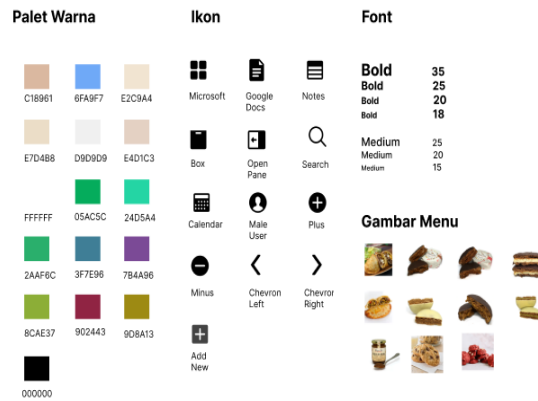 Palet Warna
C18961 6FA9F7 E2C9A4
E7D4B8 D9D9D9 E4D1C3
FFFFFF 05AC5C 24D5A4
2AAF6C 3F7E96 7B4A96
8CAE37 902443 9D8A13
000000
Ikon
Microsoft Google Docs Notes
Box Open Pane Search
Calendar Male User Plus
Minus Chevron Left Chevror Right
Add New
Font
Bold 35
Bold 25
Bold 20
Bold 18
Medium 25
Medium 20
Medium 15
Gambar Menu